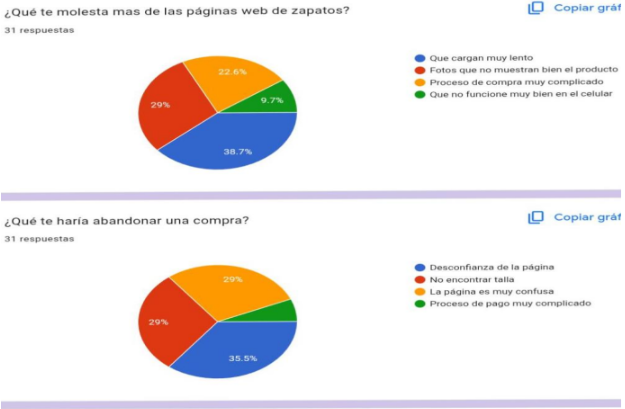 ¿Qué te molesta mas de las páginas web de zapatos?
Copiar gráf
31 respuestas
Que cargan muy lento
Fotos que no muestran bien el producto
Proceso de compra muy complicado
Que no funcione muy bien en el celular
22.6%
29%
9.7%
38.7%
¿Qué te haría abandonar una compra?
Copiar gráf
31 respuestas
Desconfianza de la página
No encontrar talla
La página es muy confusa
Proceso de pago muy complicado
29%
29%
35.5%